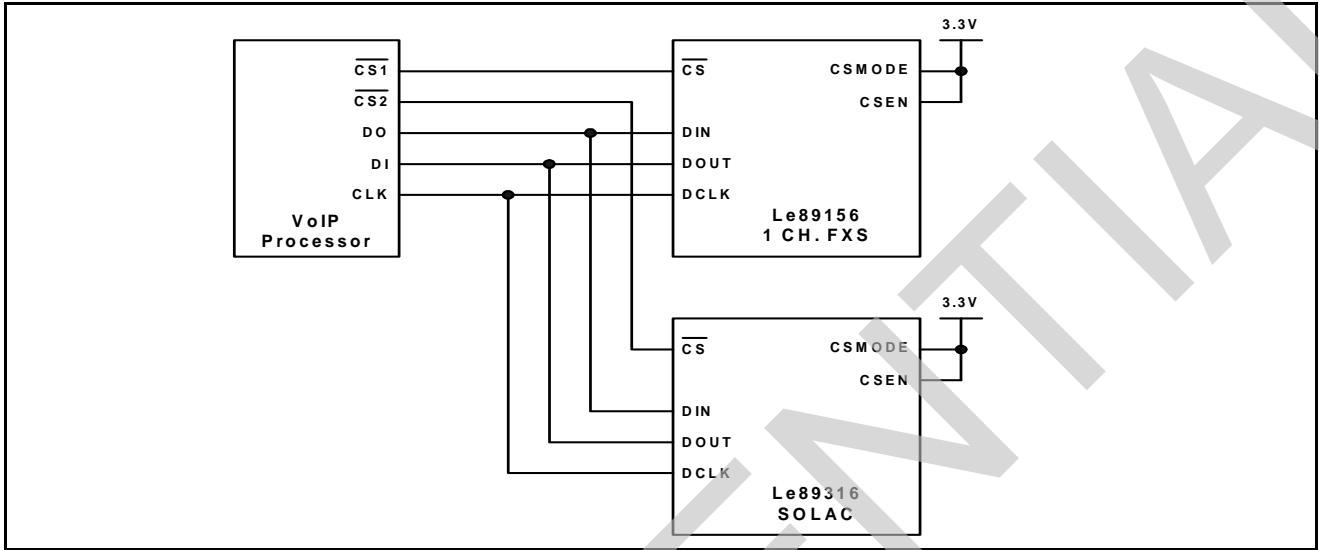 3.3V
CS1
CS2
DO
DI
CLK
VoIP
Processor
CS
DIN
DOUT
DCLK
CSMODE
CSEN
Le89156
1 CH. FXS
3.3V
CS
DIN
DOUT
DCLK
CSMODE
CSEN
Le89316
SOLAC
ENTIA